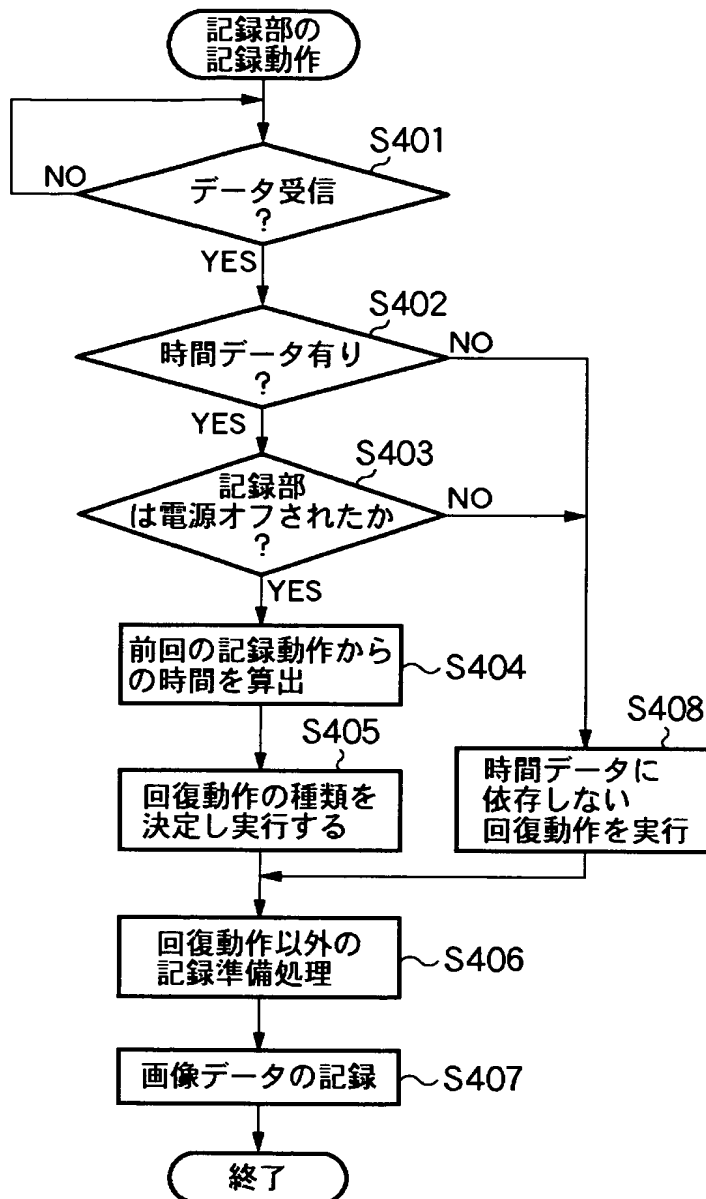 記録部の
記録動作
S401
NO
データ受信
?
YES
S402
時間データ有り
?
NO
YES
S403
記録部
は電源オフされたか
?
NO
YES
前回の記録動作から
の時間を算出
S404
S405
回復動作の種類を
決定し実行する
S408
時間データに
依存しない
回復動作を実行
回復動作以外の
記録準備処理
S406
画像データの記録
S407
終了